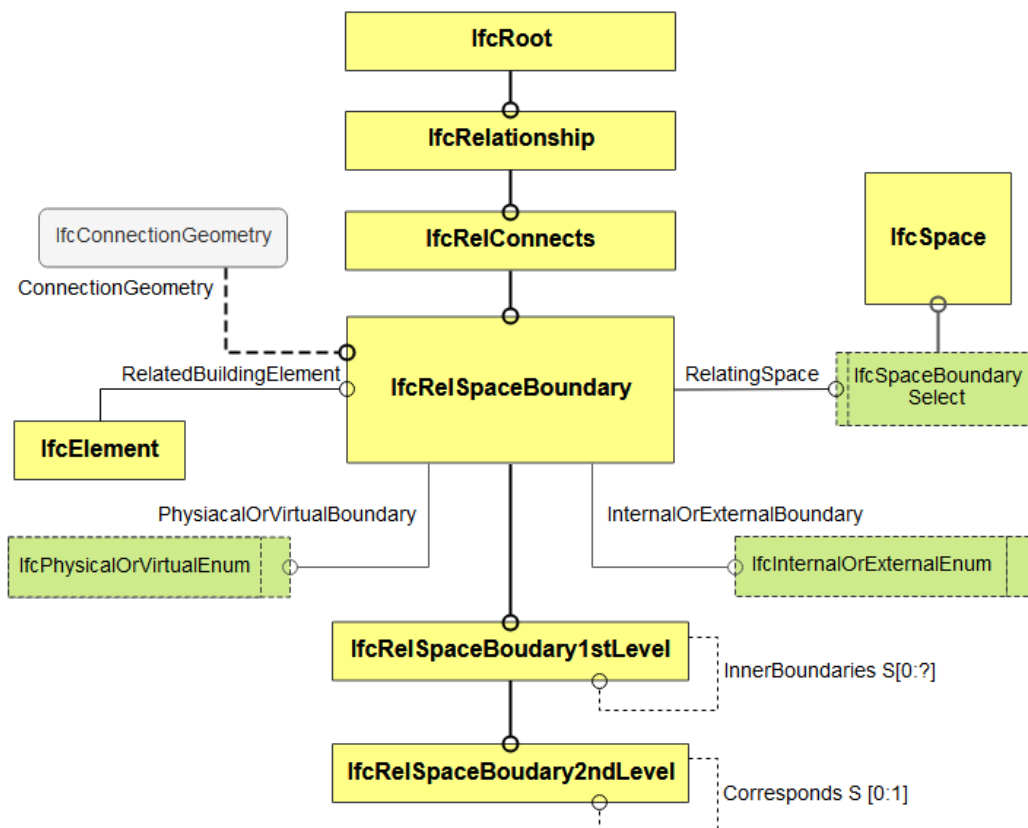 IfcRoot
IfcRelationship
IfcSpace
IfcConnectionGeometry
IfcRelConnects
ConnectionGeometry
RelatedBuildingElement
IfcRelSpaceBoundary
RelatingSpace
IfcSpaceBoundary
Select
IfcElement
PhysiacalOrVirtualBoundary
InternalOrExternalBoundary
IfcPhysicalOrVirtualEnum
IfcInternalOrExternalEnum
IfcRelSpaceBoudary1stLevel
InnerBoundaries S[0:?]
IfcRelSpaceBoudary2ndLevel
Corresponds S [0:1]